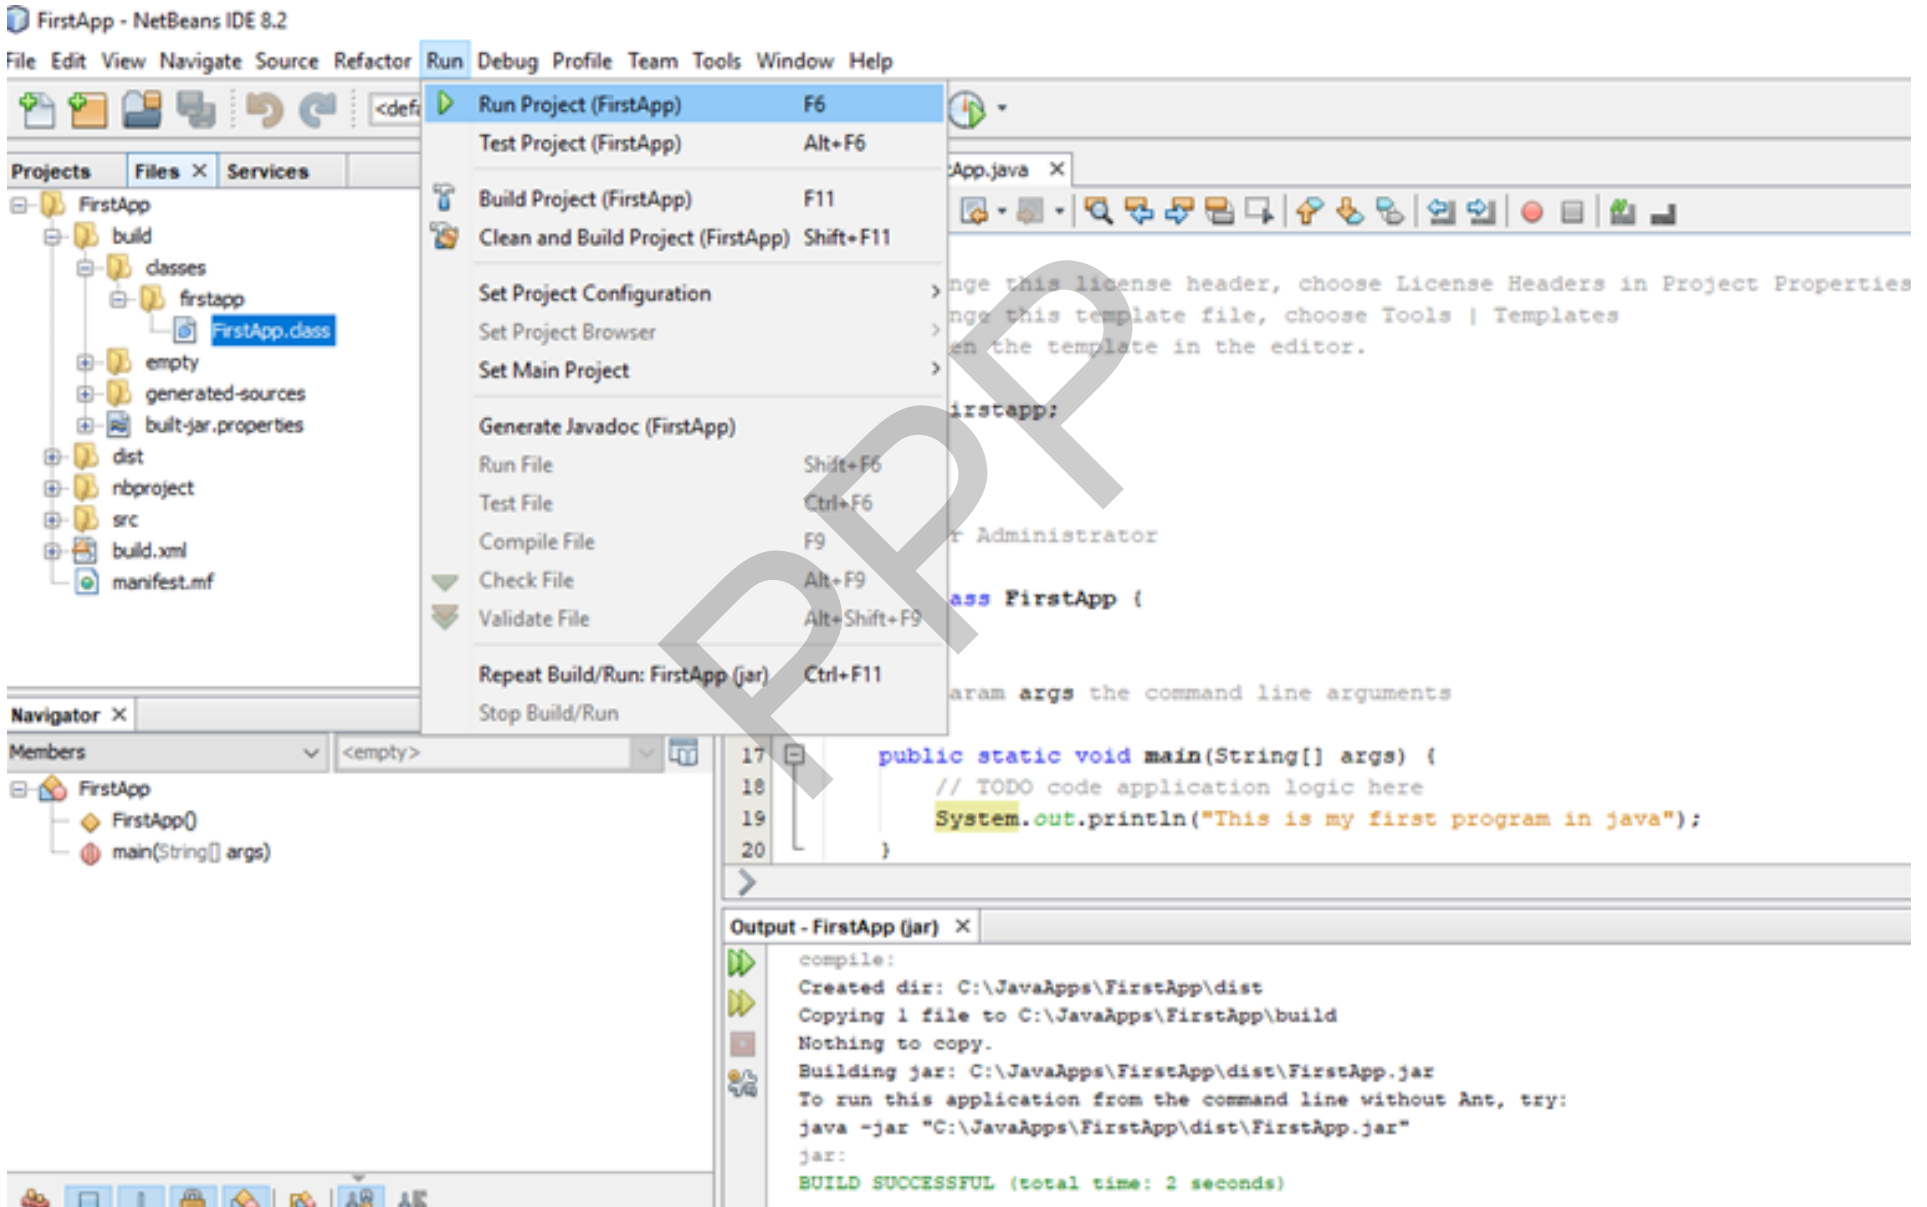 FirstApp - NetBeans IDE 8.2
File Edit View Navigate Source Refactor Run Debug Profile Team Tools Window Help
Run Project (FirstApp) F6
Test Project (FirstApp) Alt+F6
Build Project (FirstApp) F11
Clean and Build Project (FirstApp) Shift+F11
Set Project Configuration
Set Project Browser
Set Main Project
Generate Javadoc (FirstApp)
Run File Shift+F6
Test File Ctrl+F6
Compile File F9
Check File Alt+F9
Validate File Alt+Shift+F9
Repeat Build/Run: FirstApp (jar) Ctrl+F11
Stop Build/Run
<defa
Projects Files Services
FirstApp
build
classes
firstapp
FirstApp.class
empty
generated-sources
built-jar.properties
dist
nbproject
src
build.xml
manifest.mf
Navigator
Members <empty>
FirstApp
FirstApp()
main(String[] args)
tApp.java
nge this license header, choose License Headers in Project Properties
nge this template file, choose Tools | Templates
en the template in the editor.
irstapp;
r Administrator
ass FirstApp {
aram args the command line arguments
17 public static void main(String[] args) {
18 // TODO code application logic here
19 System.out.println("This is my first program in java");
20 }
Output - FirstApp (jar)
compile:
Created dir: C:\JavaApps\FirstApp\dist
Copying 1 file to C:\JavaApps\FirstApp\build
Nothing to copy.
Building jar: C:\JavaApps\FirstApp\dist\FirstApp.jar
To run this application from the command line without Ant, try:
java -jar "C:\JavaApps\FirstApp\dist\FirstApp.jar"
jar:
BUILD SUCCESSFUL (total time: 2 seconds)
PPP